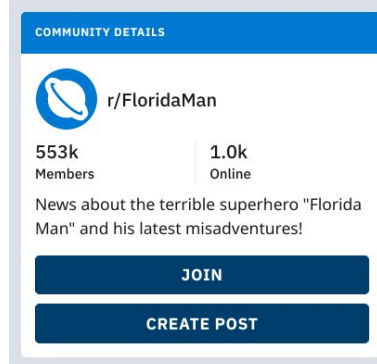 COMMUNITY DETAILS
r/FloridaMan
553k 1.0k
Members Online
News about the terrible superhero "Florida
Man" and his latest misadventures!
JOIN
CREATE POST